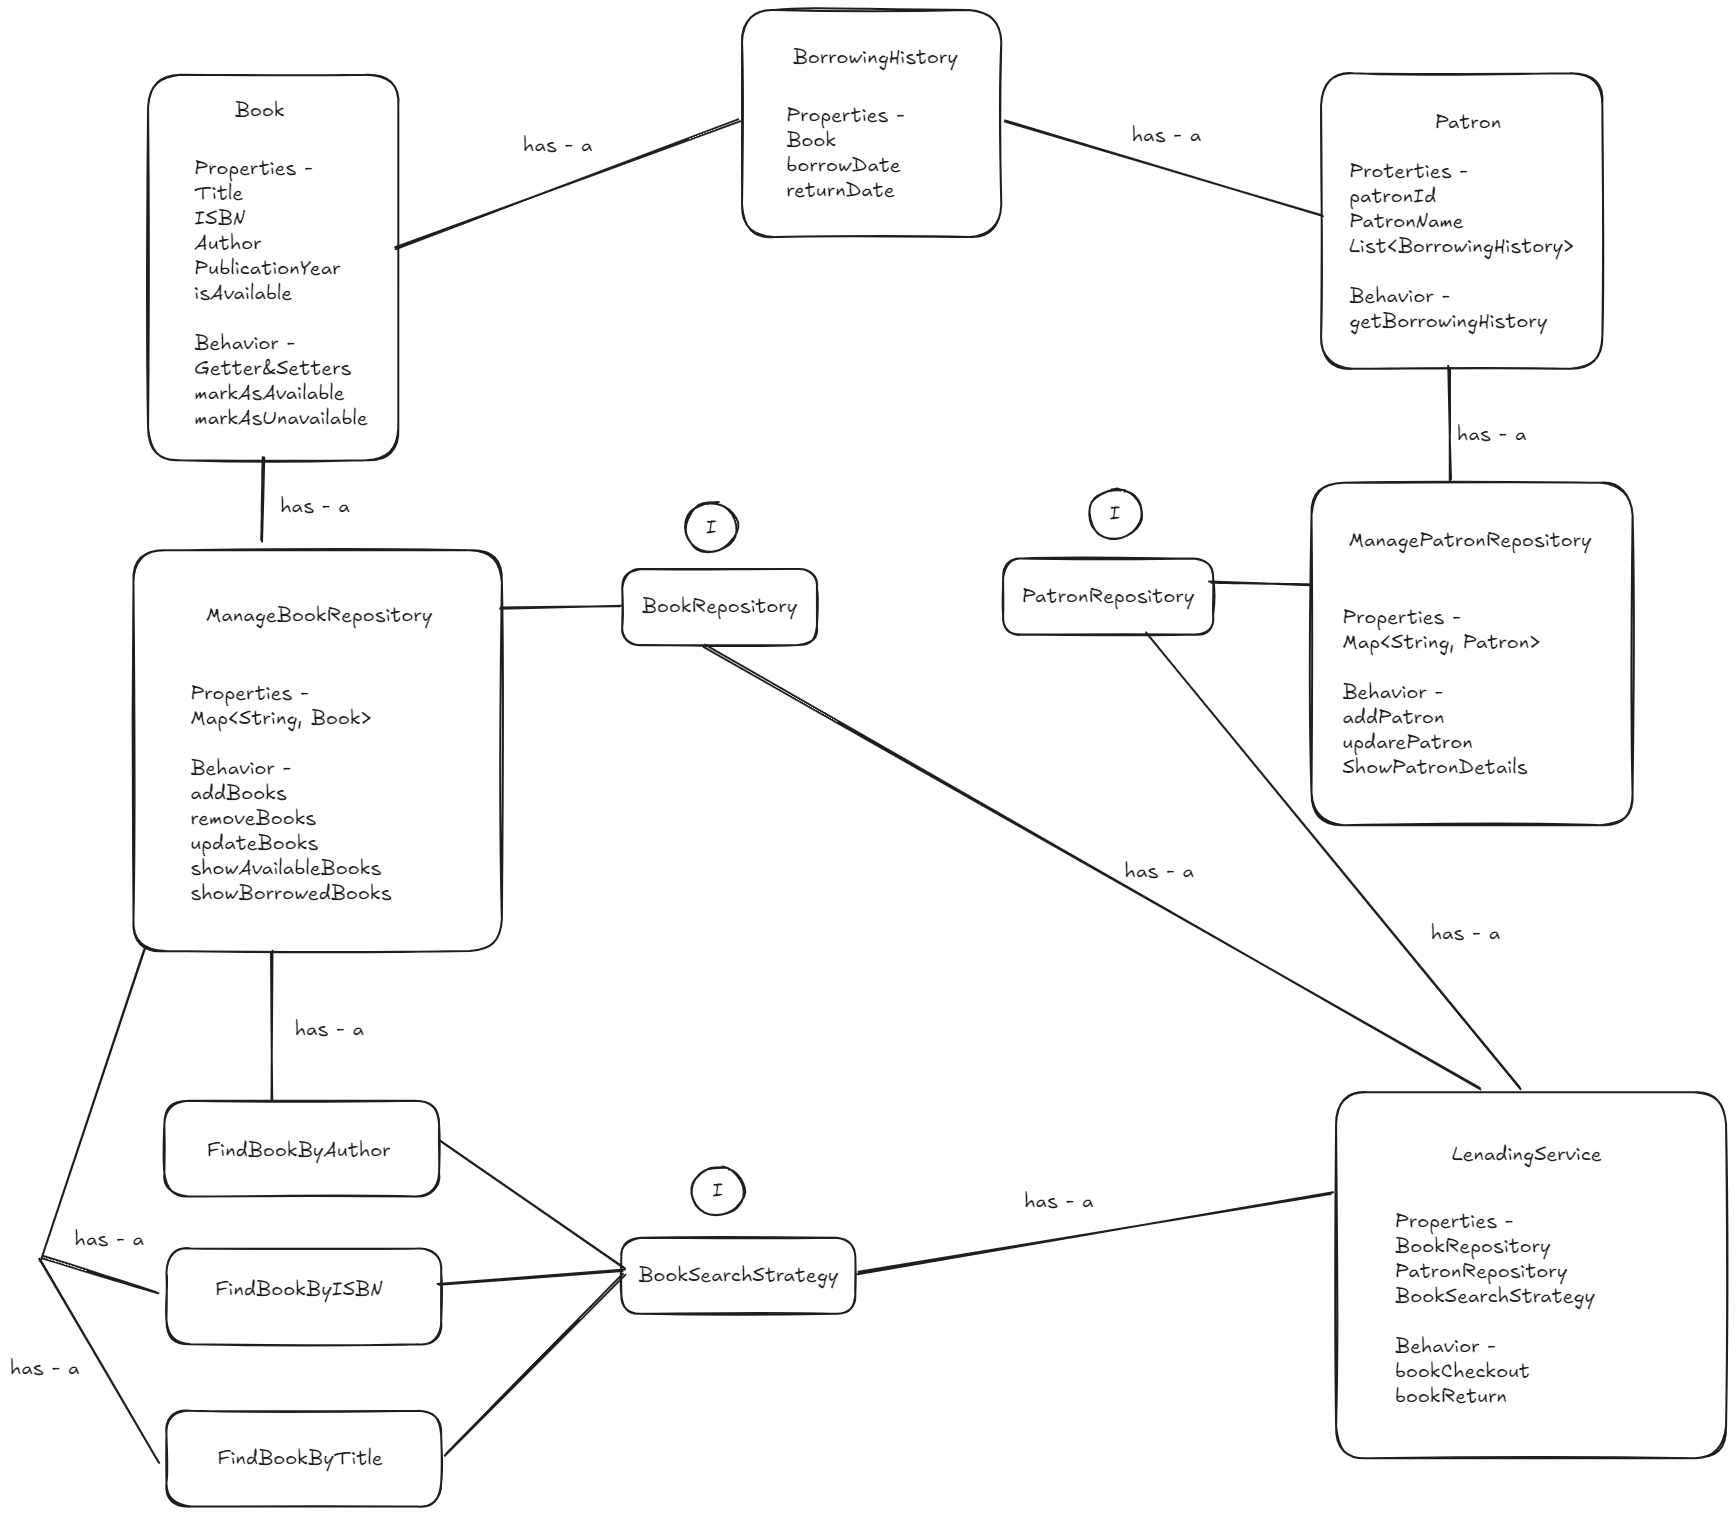 BorrowingHistory
Properties -
Book
borrowDate
returnDate
Book
Properties -
Title
ISBN
Author
PublicationYear
isAvailable
Behavior -
Getter&Setters
markAsAvailable
markAsUnavailable
has - a
has - a
Patron
Proterties -
patronId
PatronName
List<BorrowingHistory>
Behavior -
getBorrowingHistory
has - a
has - a
I
I
ManageBookRepository
Properties -
Map<String, Book>
Behavior -
addBooks
removeBooks
updateBooks
showAvailableBooks
showBorrowedBooks
BookRepository
PatronRepository
ManagePatronRepository
Properties -
Map<String, Patron>
Behavior -
addPatron
updarePatron
ShowPatronDetails
has - a
has - a
has - a
FindBookByAuthor
has - a
FindBookByISBN
has - a
FindBookByTitle
I
BookSearchStrategy
has - a
LenadingService
Properties -
BookRepository
PatronRepository
BookSearchStrategy
Behavior -
bookCheckout
bookReturn